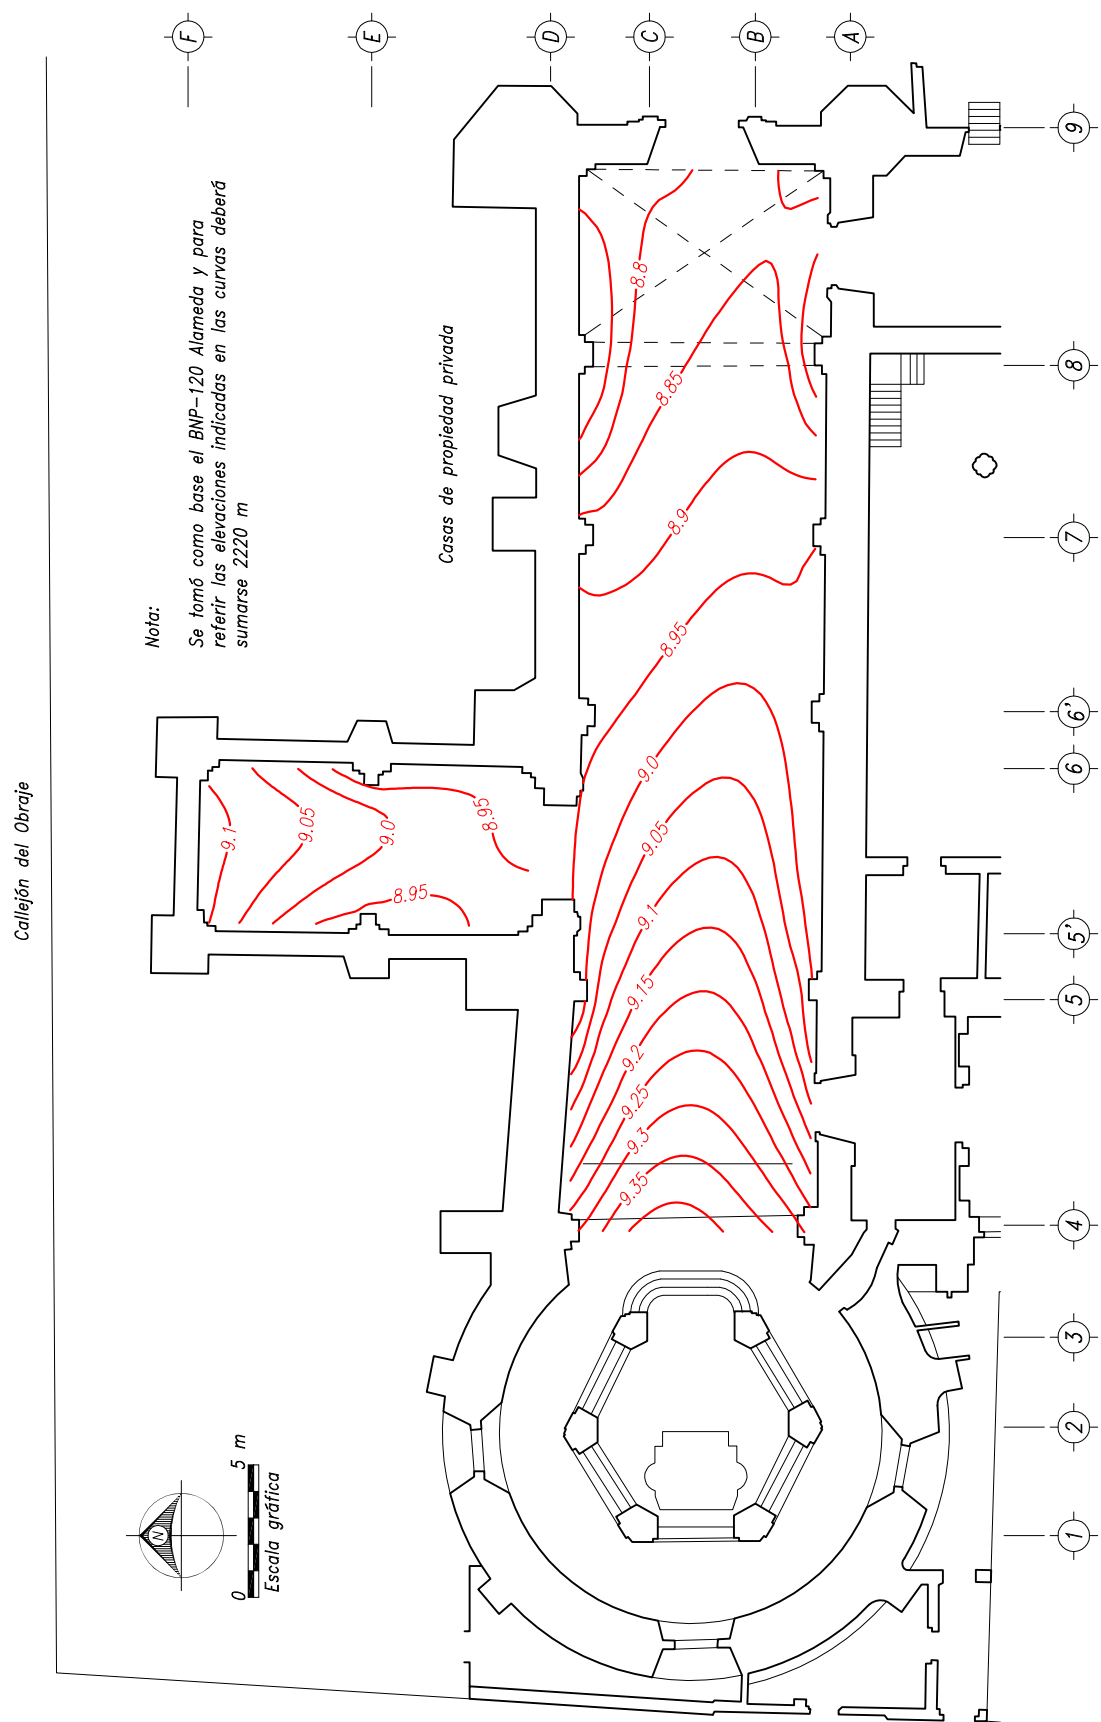 F
E
D
C
B
A
9
8
7
6'
6
5'
5
4
3
2
1
Callejón del Obraje
Nota:
Se tomó como base el BNP-120 Alameda y para
referir las elevaciones indicadas en las curvas deberá
sumarse 2220 m
Casas de propiedad privada
8.8
8.85
8.9
8.95
9.0
9.05
9.1
9.15
9.2
9.25
9.3
9.35
9.1
9.05
9.0
8.95
8.95
N
0 5 m
Escala gráfica